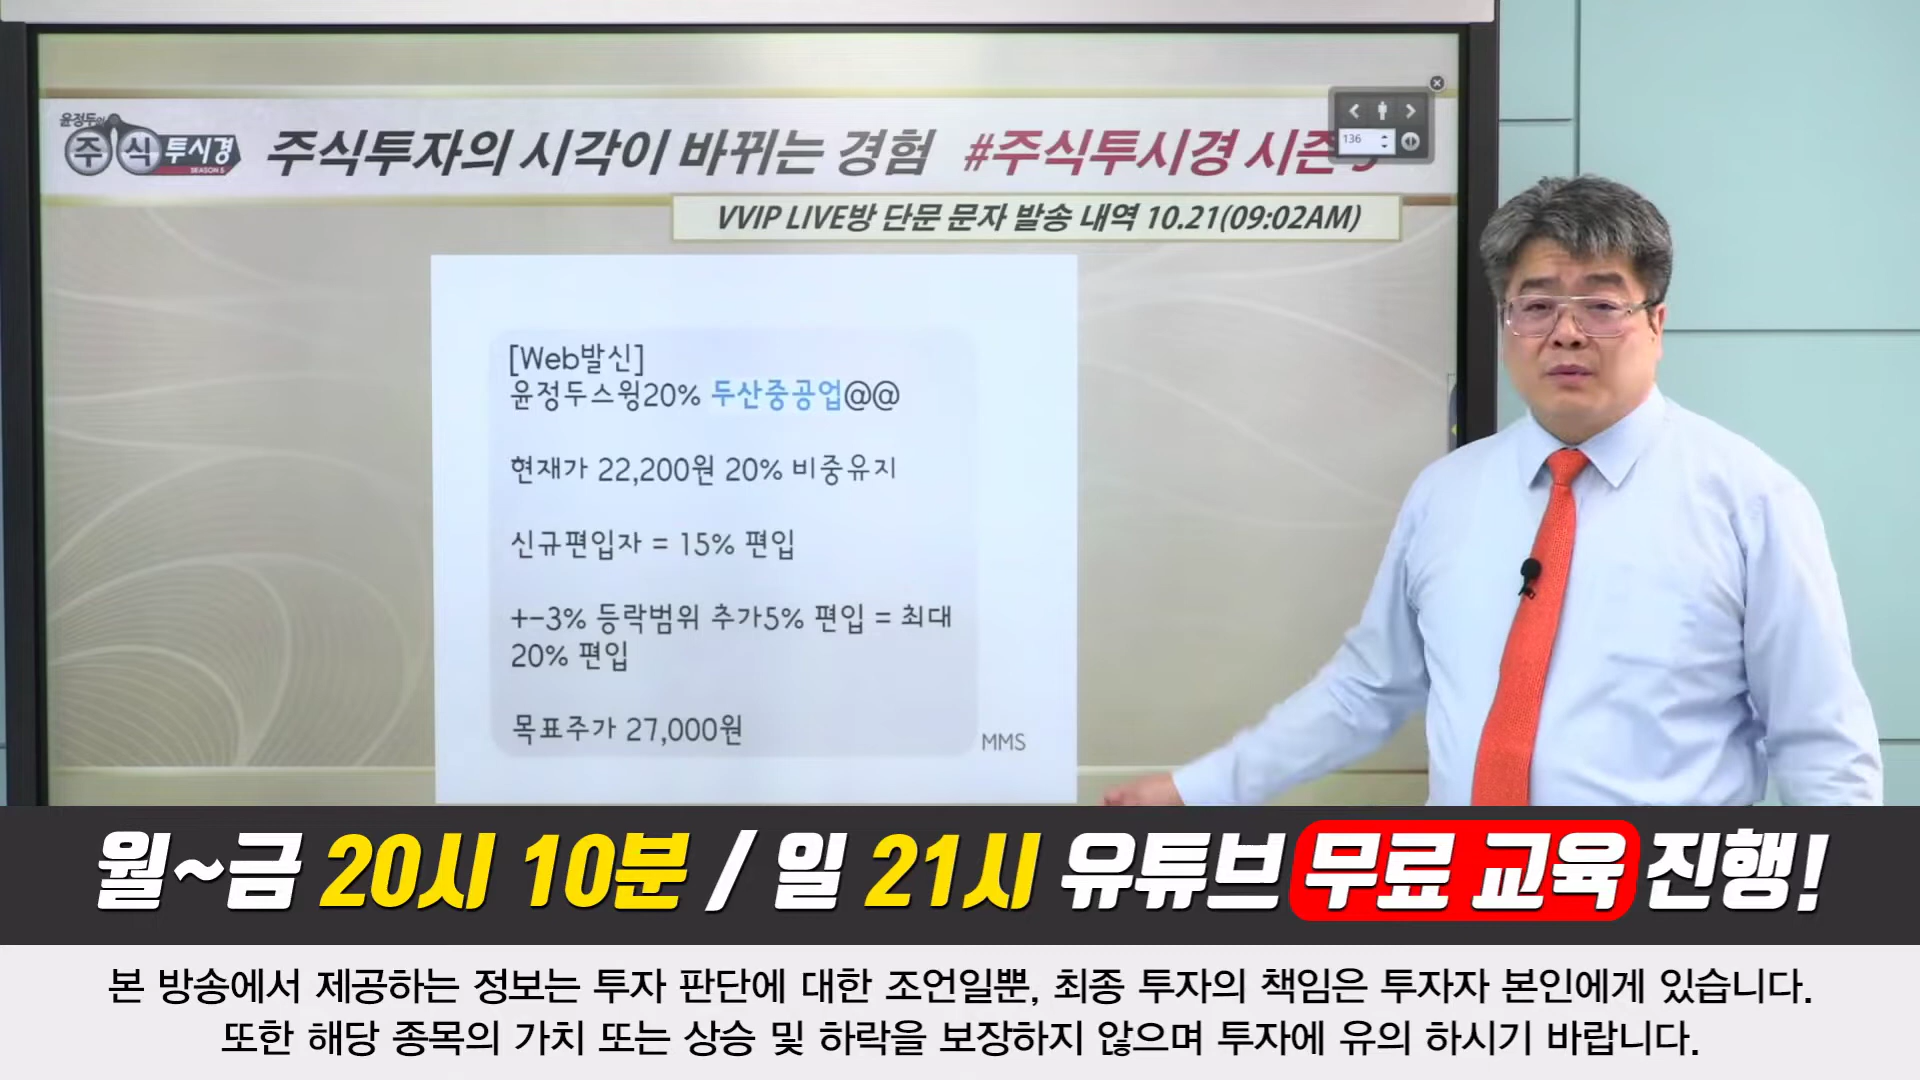 윤정두의
주식투시경
SEASON 5
주식투자의 시각이 바뀌는 경험 #주식투시경 시즌
136
VVIP LIVE방 단문 문자 발송 내역 10.21(09:02AM)
[Web발신]
윤정두스윙20% 두산중공업@@
현재가 22,200원 20% 비중유지
신규편입자 = 15% 편입
+-3% 등락범위 추가5% 편입 = 최대
20% 편입
목표주가 27,000원
MMS
월~금 20시 10분 / 일 21시 유튜브 무료 교육 진행!
본 방송에서 제공하는 정보는 투자 판단에 대한 조언일뿐, 최종 투자의 책임은 투자자 본인에게 있습니다.
또한 해당 종목의 가치 또는 상승 및 하락을 보장하지 않으며 투자에 유의 하시기 바랍니다.